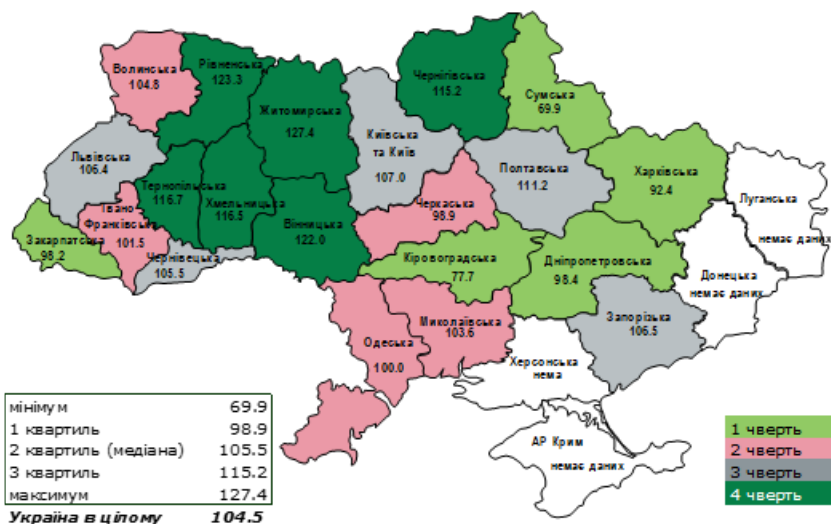 Волинська
104.8
Рівненська
123.3
Житомирська
127.4
Київська
та Київ
107.0
Чернігівська
115.2
Сумська
69.9
Львівська
106.4
Тернопільська
116.7
Хмельницька
116.5
Вінницька
122.0
Черкаська
98.9
Полтавська
111.2
Харківська
92.4
Луганська
немає даних
Закарпатська
98.2
Івано
Франківська
101.5
Чернівецька
105.5
Кіровоградська
77.7
Дніпропетровська
98.4
Донецька
немає даних
Одеська
100.0
Миколаївська
103.6
Запорізька
106.5
Херсонська
нема
АР Крим
немає даних
мінімум 69.9
1 квартиль 98.9
2 квартиль (медіана) 105.5
3 квартиль 115.2
максимум 127.4
Україна в цілому 104.5
1 чверть
2 чверть
3 чверть
4 чверть